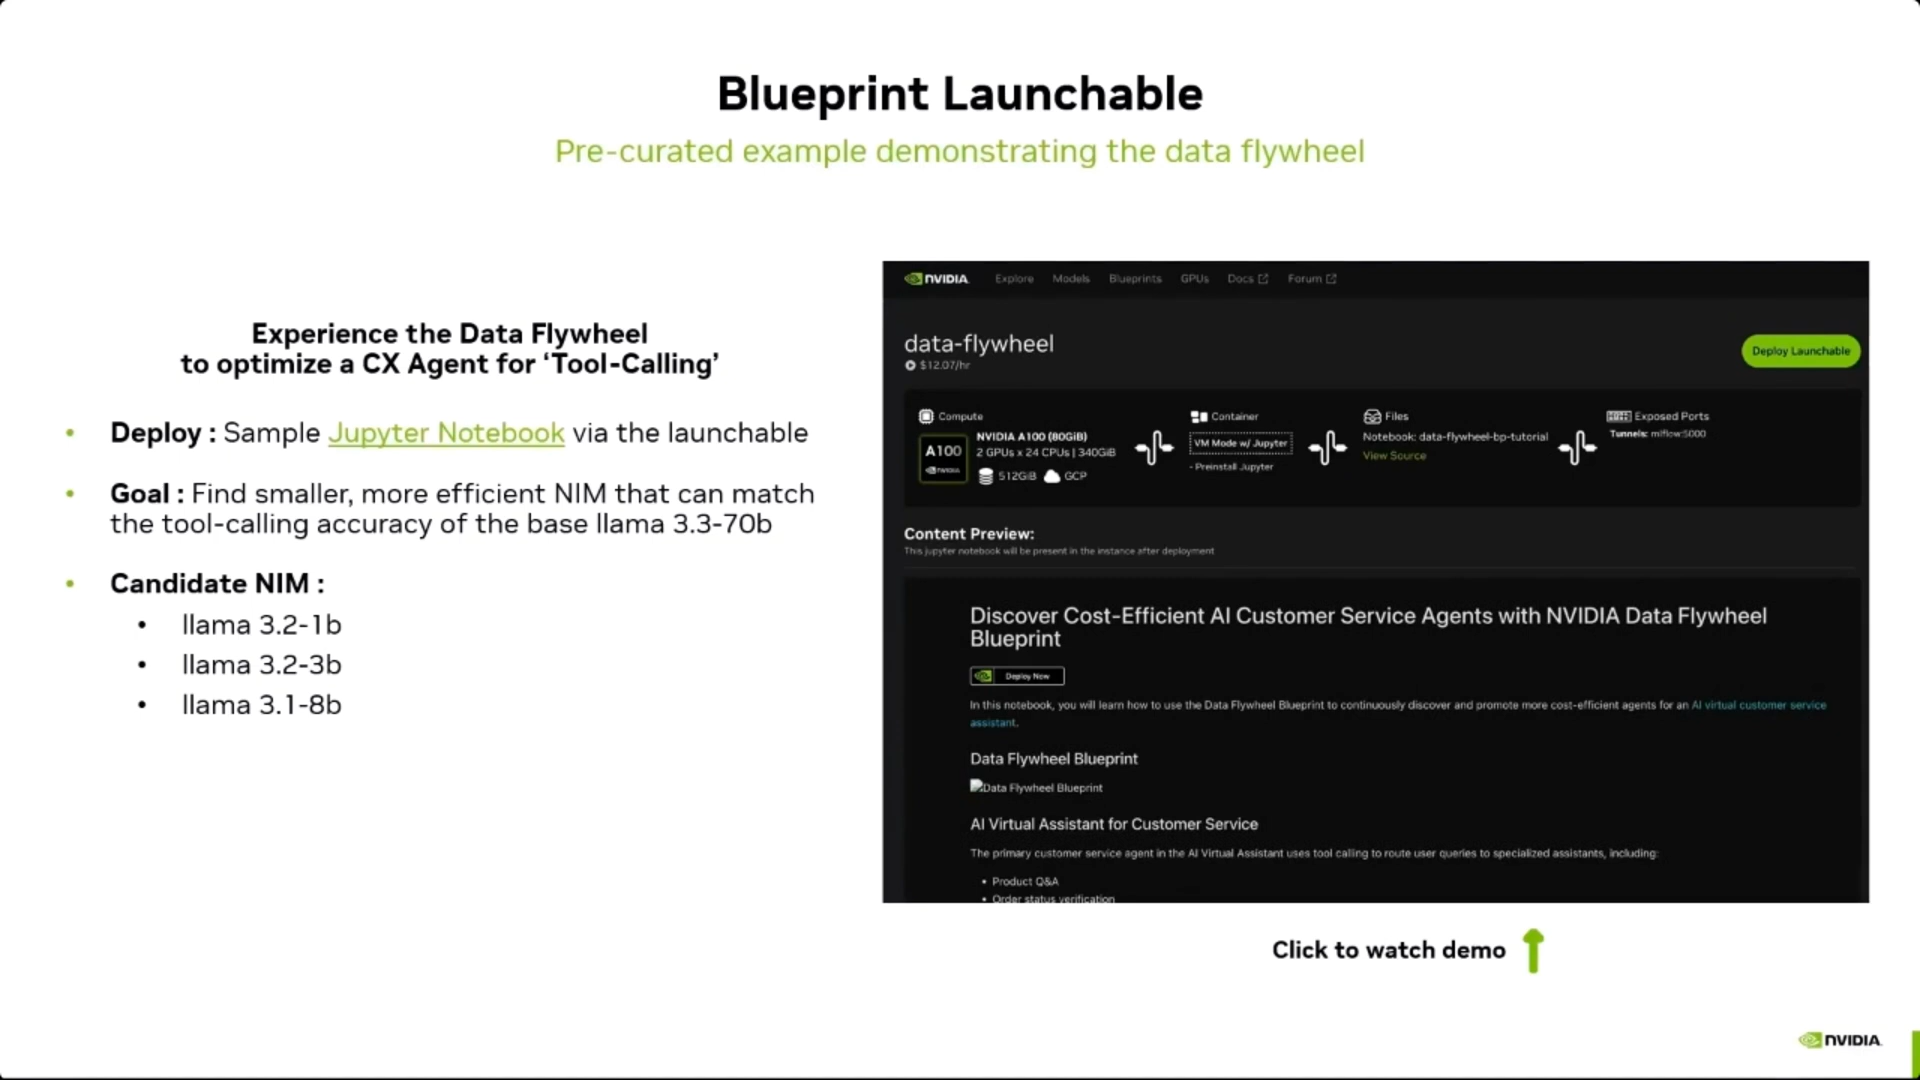 Blueprint Launchable
Pre-curated example demonstrating the data flywheel
Experience the Data Flywheel
to optimize a CX Agent for ‘Tool-Calling’
• Deploy : Sample Jupyter Notebook via the launchable
• Goal : Find smaller, more efficient NIM that can match
the tool-calling accuracy of the base llama 3.3-70b
• Candidate NIM :
• llama 3.2-1b
• llama 3.2-3b
• llama 3.1-8b
NVIDIA Explore Models Blueprints GPUs Docs Forum
data-flywheel
$12.07/hr
Deploy Launchable
Compute
A100
NVIDIA
NVIDIA A100 (80GiB)
2 GPUs x 24 CPUs | 340GiB
512GiB GCP
Container
VM Mode w/ Jupyter
- Preinstall Jupyter
Files
Notebook: data-flywheel-bp-tutorial
View Source
Exposed Ports
Tunnels: mlflow:5000
Content Preview:
This jupyter notebook will be present in the instance after deployment
Discover Cost-Efficient AI Customer Service Agents with NVIDIA Data Flywheel
Blueprint
Deploy Now
In this notebook, you will learn how to use the Data Flywheel Blueprint to continuously discover and promote more cost-efficient agents for an AI virtual customer service
assistant.
Data Flywheel Blueprint
Data Flywheel Blueprint
AI Virtual Assistant for Customer Service
The primary customer service agent in the AI Virtual Assistant uses tool calling to route user queries to specialized assistants, including:
• Product Q&A
• Order status verification
Click to watch demo
NVIDIA